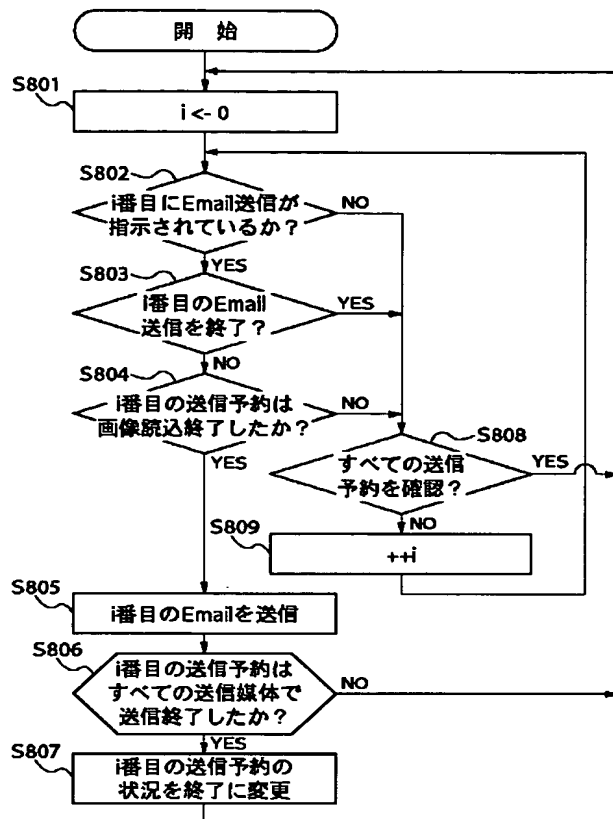 開 始
S801
i <- 0
S802
i番目にEmail送信が
指示されているか？
NO
YES
S803
i番目のEmail
送信を終了？
YES
NO
S804
i番目の送信予約は
画像読込終了したか？
NO
YES
S808
すべての送信
予約を確認？
YES
NO
S809
++i
S805
i番目のEmailを送信
S806
i番目の送信予約は
すべての送信媒体で
送信終了したか？
NO
YES
S807
i番目の送信予約の
状況を終了に変更